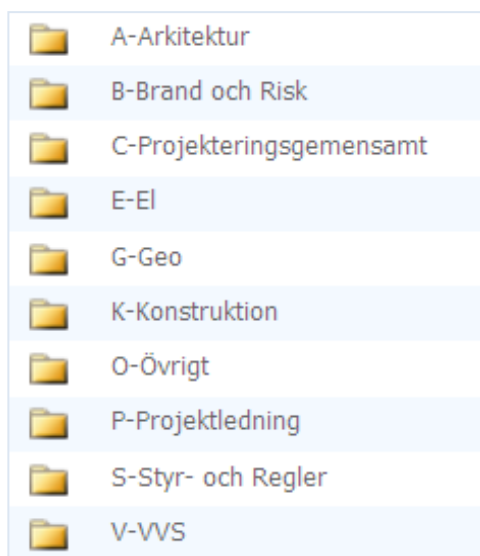 A-Arkitektur
B-Brand och Risk
C-Projekteringsgemensamt
E-El
G-Geo
K-Konstruktion
O-Övrigt
P-Projektledning
S-Styr- och Regler
V-VVS